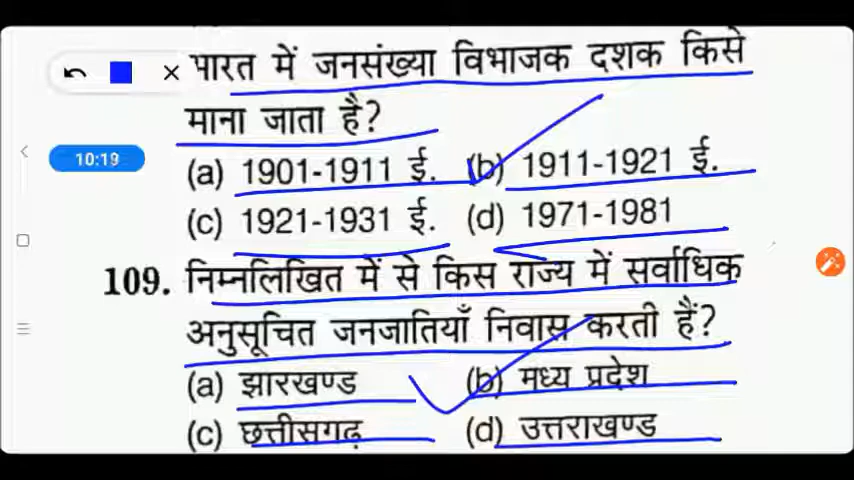 भारत में जनसंख्या विभाजक दशक किसे
माना जाता है?
10:19
(a) 1901-1911 ई. (b) 1911-1921 ई.
(c) 1921-1931 ई. (d) 1971-1981
109. निम्नलिखित में से किस राज्य में सर्वाधिक
अनुसूचित जनजातियाँ निवास करती हैं?
(a) झारखण्ड (b) मध्य प्रदेश
(c) छत्तीसगढ़ (d) उत्तराखण्ड